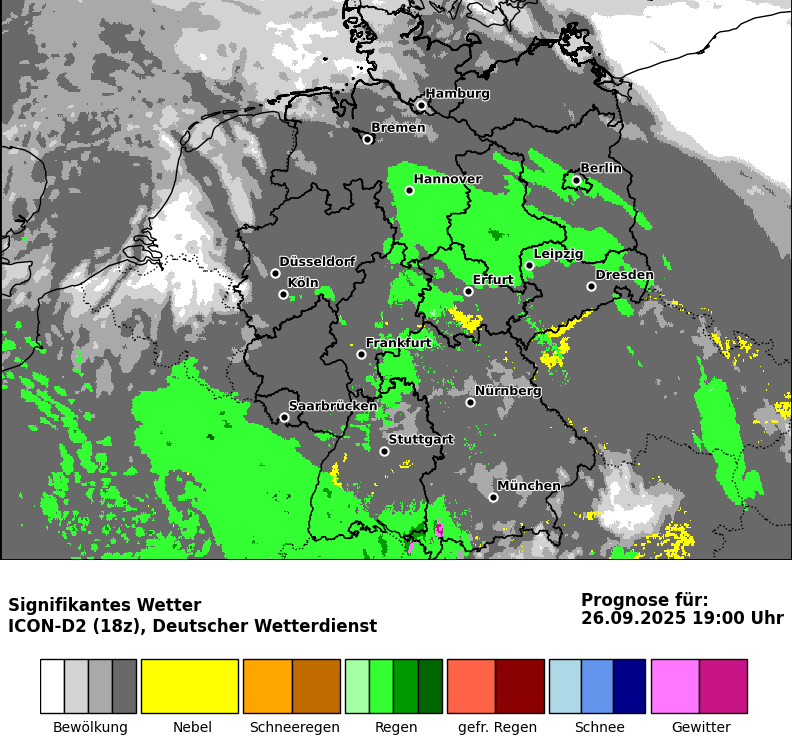 Hamburg
Bremen
Berlin
Hannover
Leipzig
Düsseldorf
Dresden
Köln
Erfurt
Frankfurt
Nürnberg
Saarbrücken
Stuttgart
München
Signifikantes Wetter
ICON-D2 (18z), Deutscher Wetterdienst
Prognose für:
26.09.2025 19:00 Uhr
Bewölkung
Nebel
Schneeregen
Regen
gefr. Regen
Schnee
Gewitter